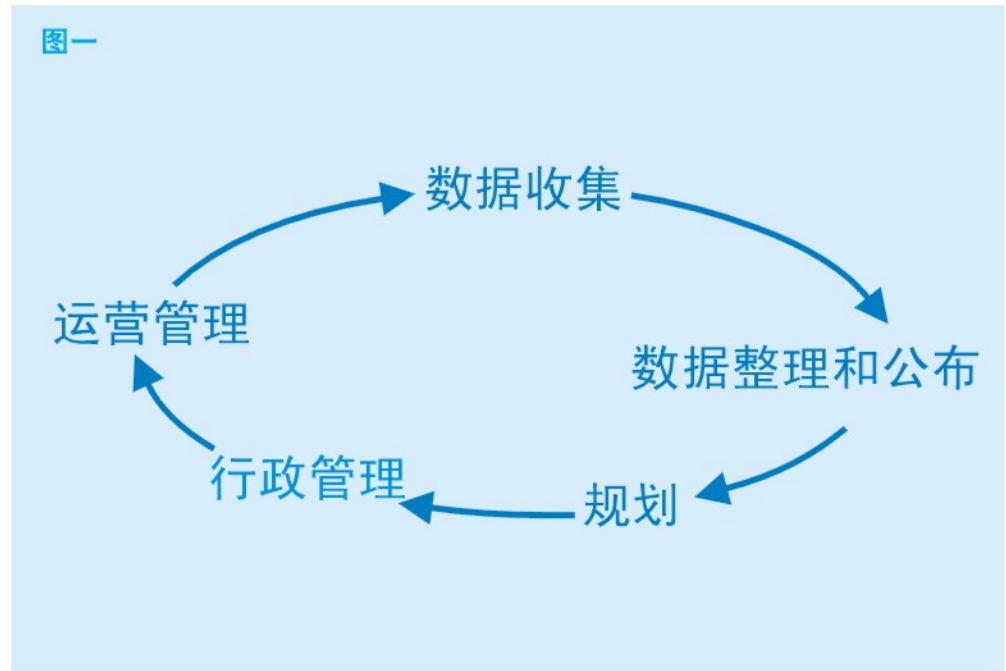 图一
数据收集
运营管理
数据整理和公布
行政管理
规划